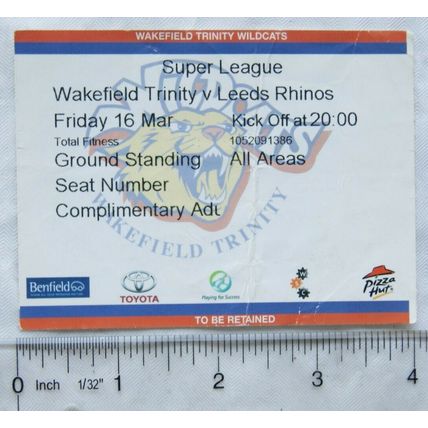 WAKEFIELD TRINITY WILDCATS
Super League
Wakefield Trinity v Leeds Rhinos
Friday 16 Mar Kick Off at 20:00
Total Fitness 1052091386
Ground Standing All Areas
Seat Number
Complimentary Adu
WILDCATS
WAKEFIELD TRINITY
Benfield
TOYOTA
Playing for Success
Pizza Hut
TO BE RETAINED
0 Inch 1/32" 1 2 3 4